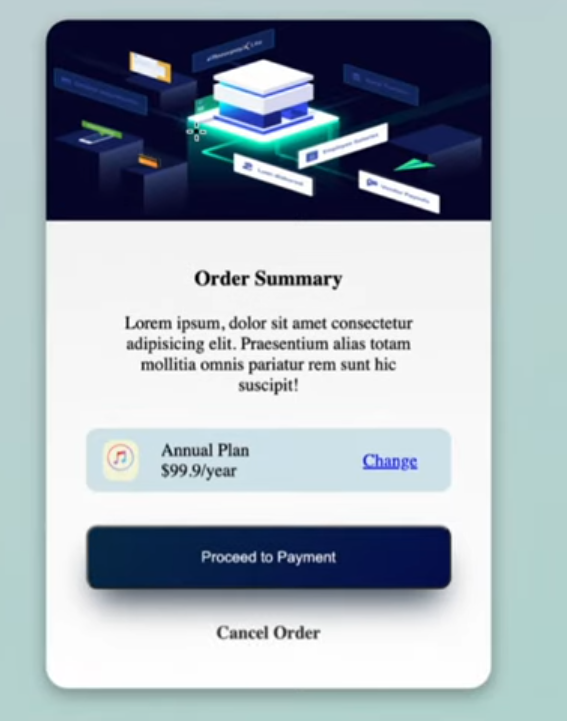 Order Summary
Lorem ipsum, dolor sit amet consectetur
adipisicing elit. Praesentium alias totam
mollitia omnis pariatur rem sunt hic
suscipit!
Annual Plan
$99.9/year
Change
Proceed to Payment
Cancel Order